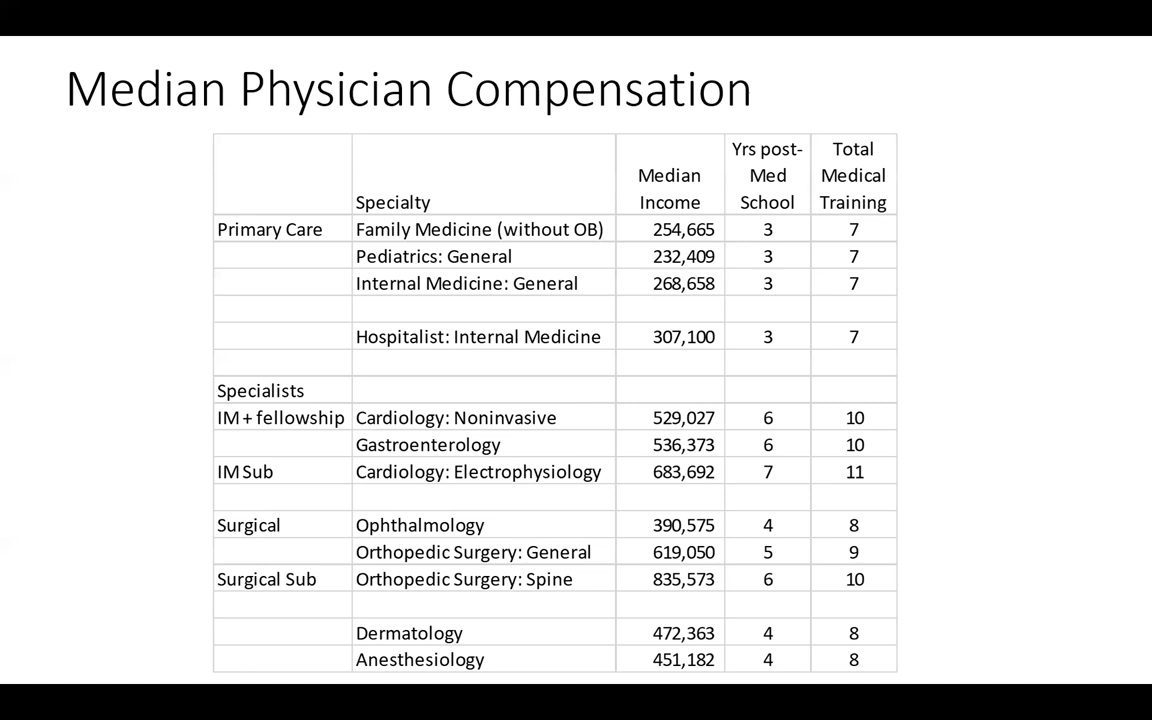 Median Physician Compensation
Specialty Median Income Yrs post-Med School Total Medical Training
Primary Care Family Medicine (without OB) 254,665 3 7
Pediatrics: General 232,409 3 7
Internal Medicine: General 268,658 3 7
Hospitalist: Internal Medicine 307,100 3 7
Specialists
IM + fellowship Cardiology: Noninvasive 529,027 6 10
Gastroenterology 536,373 6 10
IM Sub Cardiology: Electrophysiology 683,692 7 11
Surgical Ophthalmology 390,575 4 8
Orthopedic Surgery: General 619,050 5 9
Surgical Sub Orthopedic Surgery: Spine 835,573 6 10
Dermatology 472,363 4 8
Anesthesiology 451,182 4 8